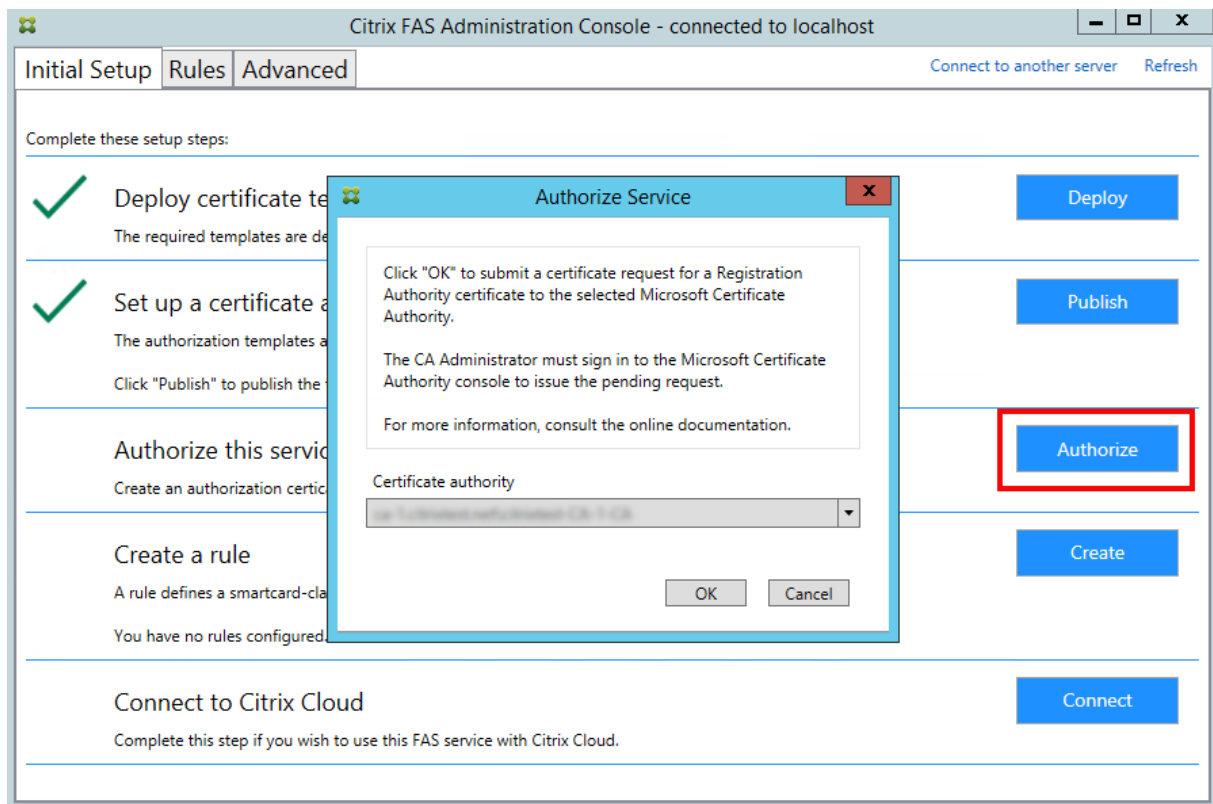 Citrix FAS Administration Console - connected to localhost
Initial Setup Rules Advanced Connect to another server Refresh
Complete these setup steps:
Deploy certificate te
The required templates are de
Deploy
Set up a certificate a
The authorization templates a
Click "Publish" to publish the
Publish
Authorize this servic
Create an authorization certic
Authorize
Create a rule
A rule defines a smartcard-cla
You have no rules configured.
Create
Connect to Citrix Cloud
Complete this step if you wish to use this FAS service with Citrix Cloud.
Connect
Authorize Service
Click "OK" to submit a certificate request for a Registration
Authority certificate to the selected Microsoft Certificate
Authority.
The CA Administrator must sign in to the Microsoft Certificate
Authority console to issue the pending request.
For more information, consult the online documentation.
Certificate authority
OK Cancel